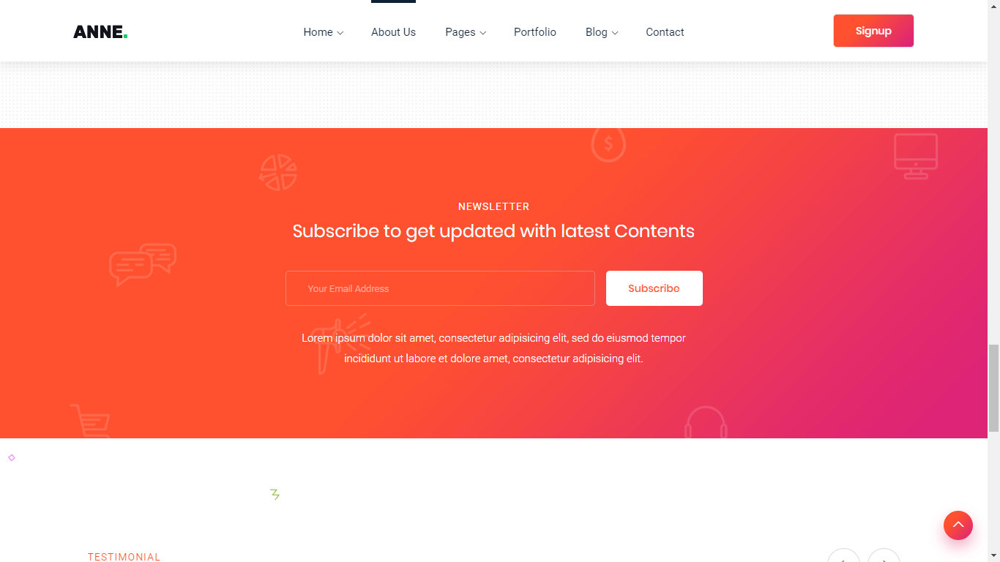 ANNE.
Home
About Us
Pages
Portfolio
Blog
Contact
Signup
NEWSLETTER
Subscribe to get updated with latest Contents
Your Email Address
Subscribe
Lorem ipsum dolor sit amet, consectetur adipisicing elit, sed do eiusmod tempor
incididunt ut labore et dolore amet, consectetur adipisicing elit.
TESTIMONIAL